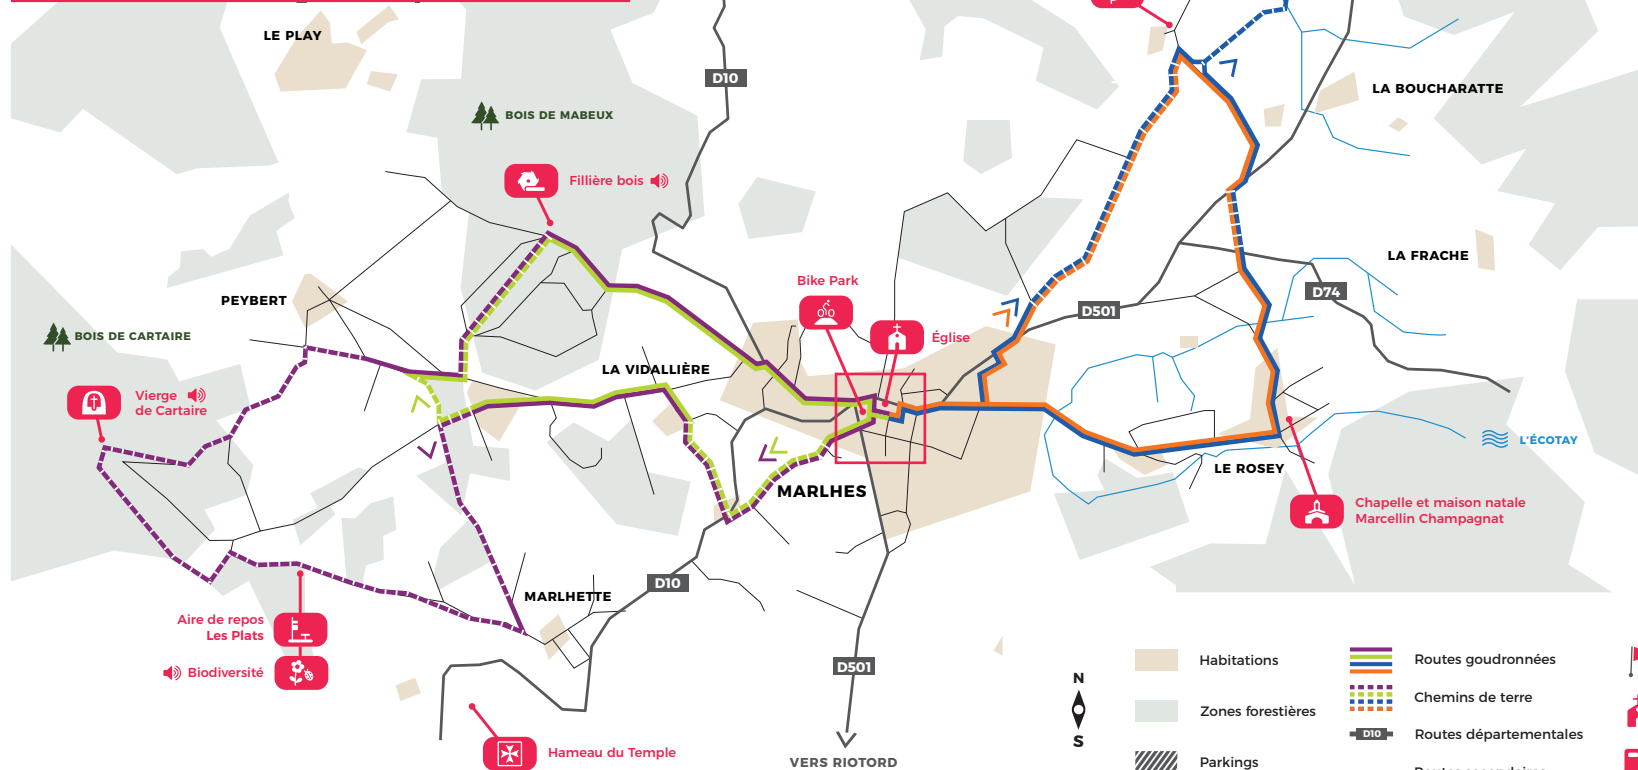 LE PLAY
D10
LA BOUCHARATTE
BOIS DE MABEUX
Fillière bois
LA FRACHE
PEYBERT
Bike Park
D74
D501
BOIS DE CARTAIRE
Église
LA VIDALLIÈRE
Vierge
de Cartaire
L'ÉCOTAY
LE ROSEY
MARLHES
Chapelle et maison natale
Marcellin Champagnat
D10
MARLHETTE
Aire de repos
Les Plats
Biodiversité
D501
Hameau du Temple
VERS RIOTORD
N
S
Habitations
Zones forestières
Parkings
Routes goudronnées
Chemins de terre
D10
Routes départementales